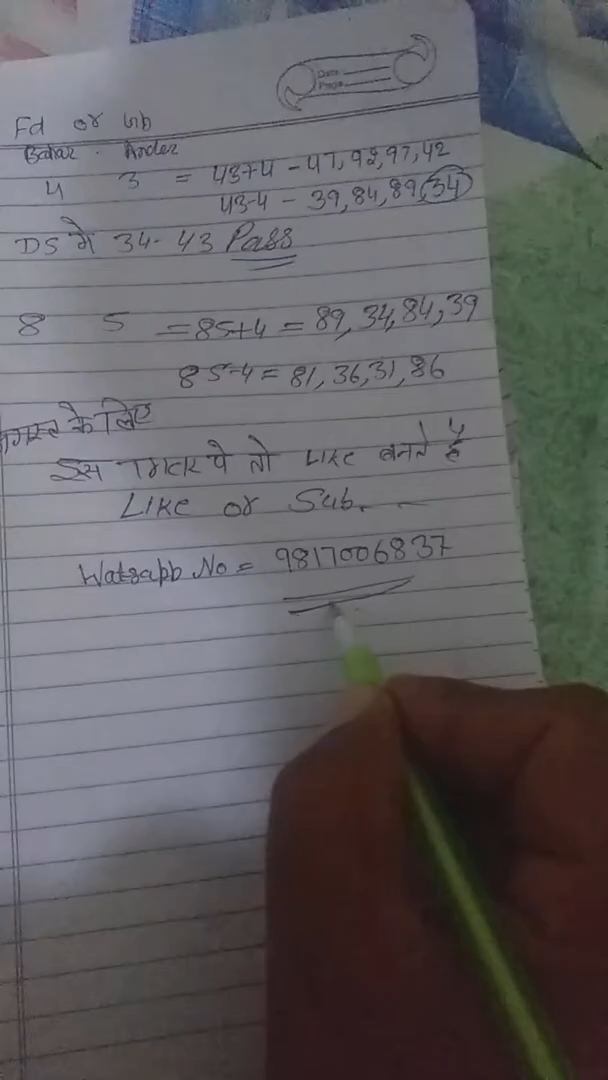 Date
Page
Fd or Gb
Bahar . Ander
4 3 = 43+4 - 47, 92, 97, 42
43-4 - 39, 84, 89, 34
DS मे 34 - 43 Pass
8 5 = 85+4 = 89, 34, 84, 39
85-4 = 81, 36, 31, 86
के लिए
इस पे तो Like बनते है
LIKE or Sub. - -
Watsapp No = 9817006837